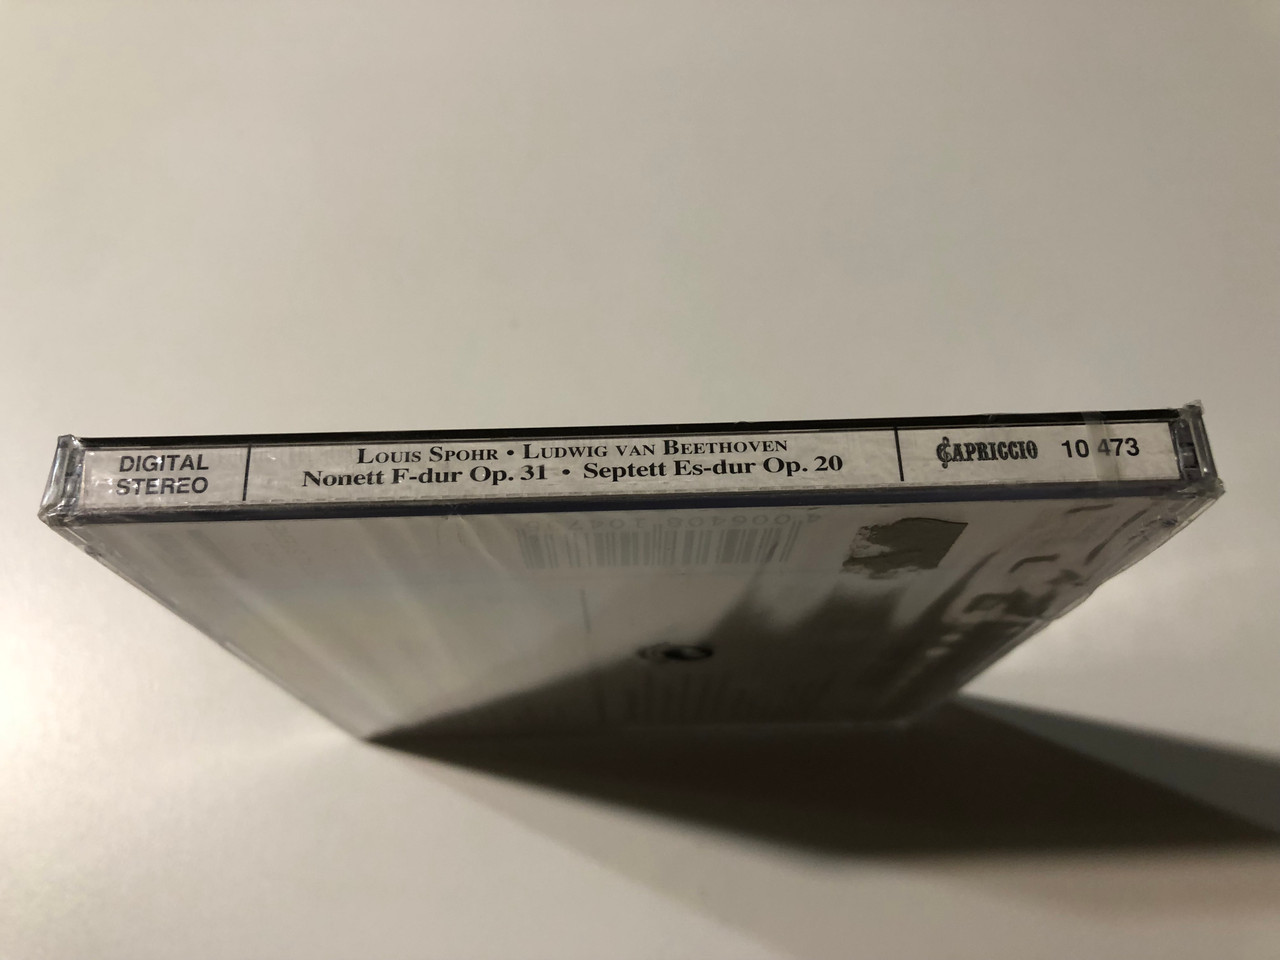 DIGITAL
STEREO
LOUIS SPOHR • LUDWIG VAN BEETHOVEN
Nonett F-dur Op. 31 • Septett Es-dur Op. 20
CAPRICCIO 10 473